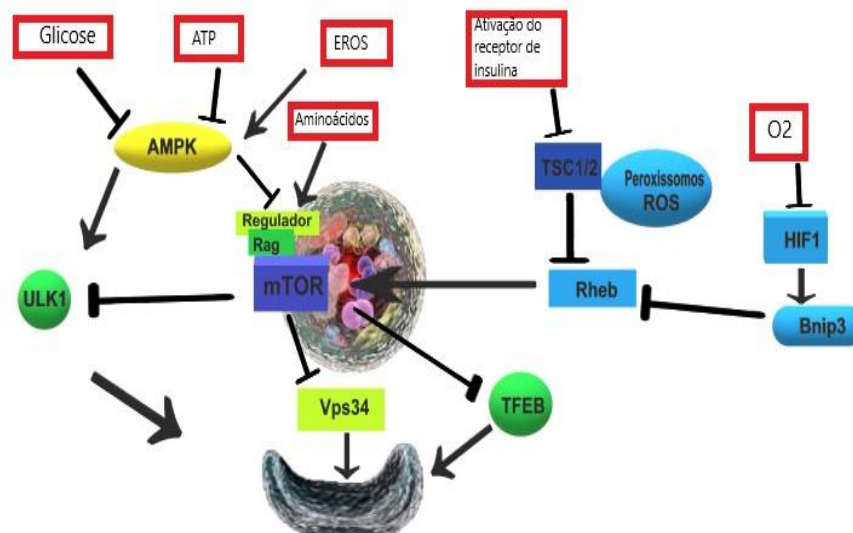 Glicose
ATP
EROS
Ativação do
receptor de
insulina
Aminoácidos
O2
AMPK
TSC1/2
Peroxissomos
ROS
Regulador
Rag
HIF1
ULK1
mTOR
Rheb
Bnip3
Vps34
TFEB